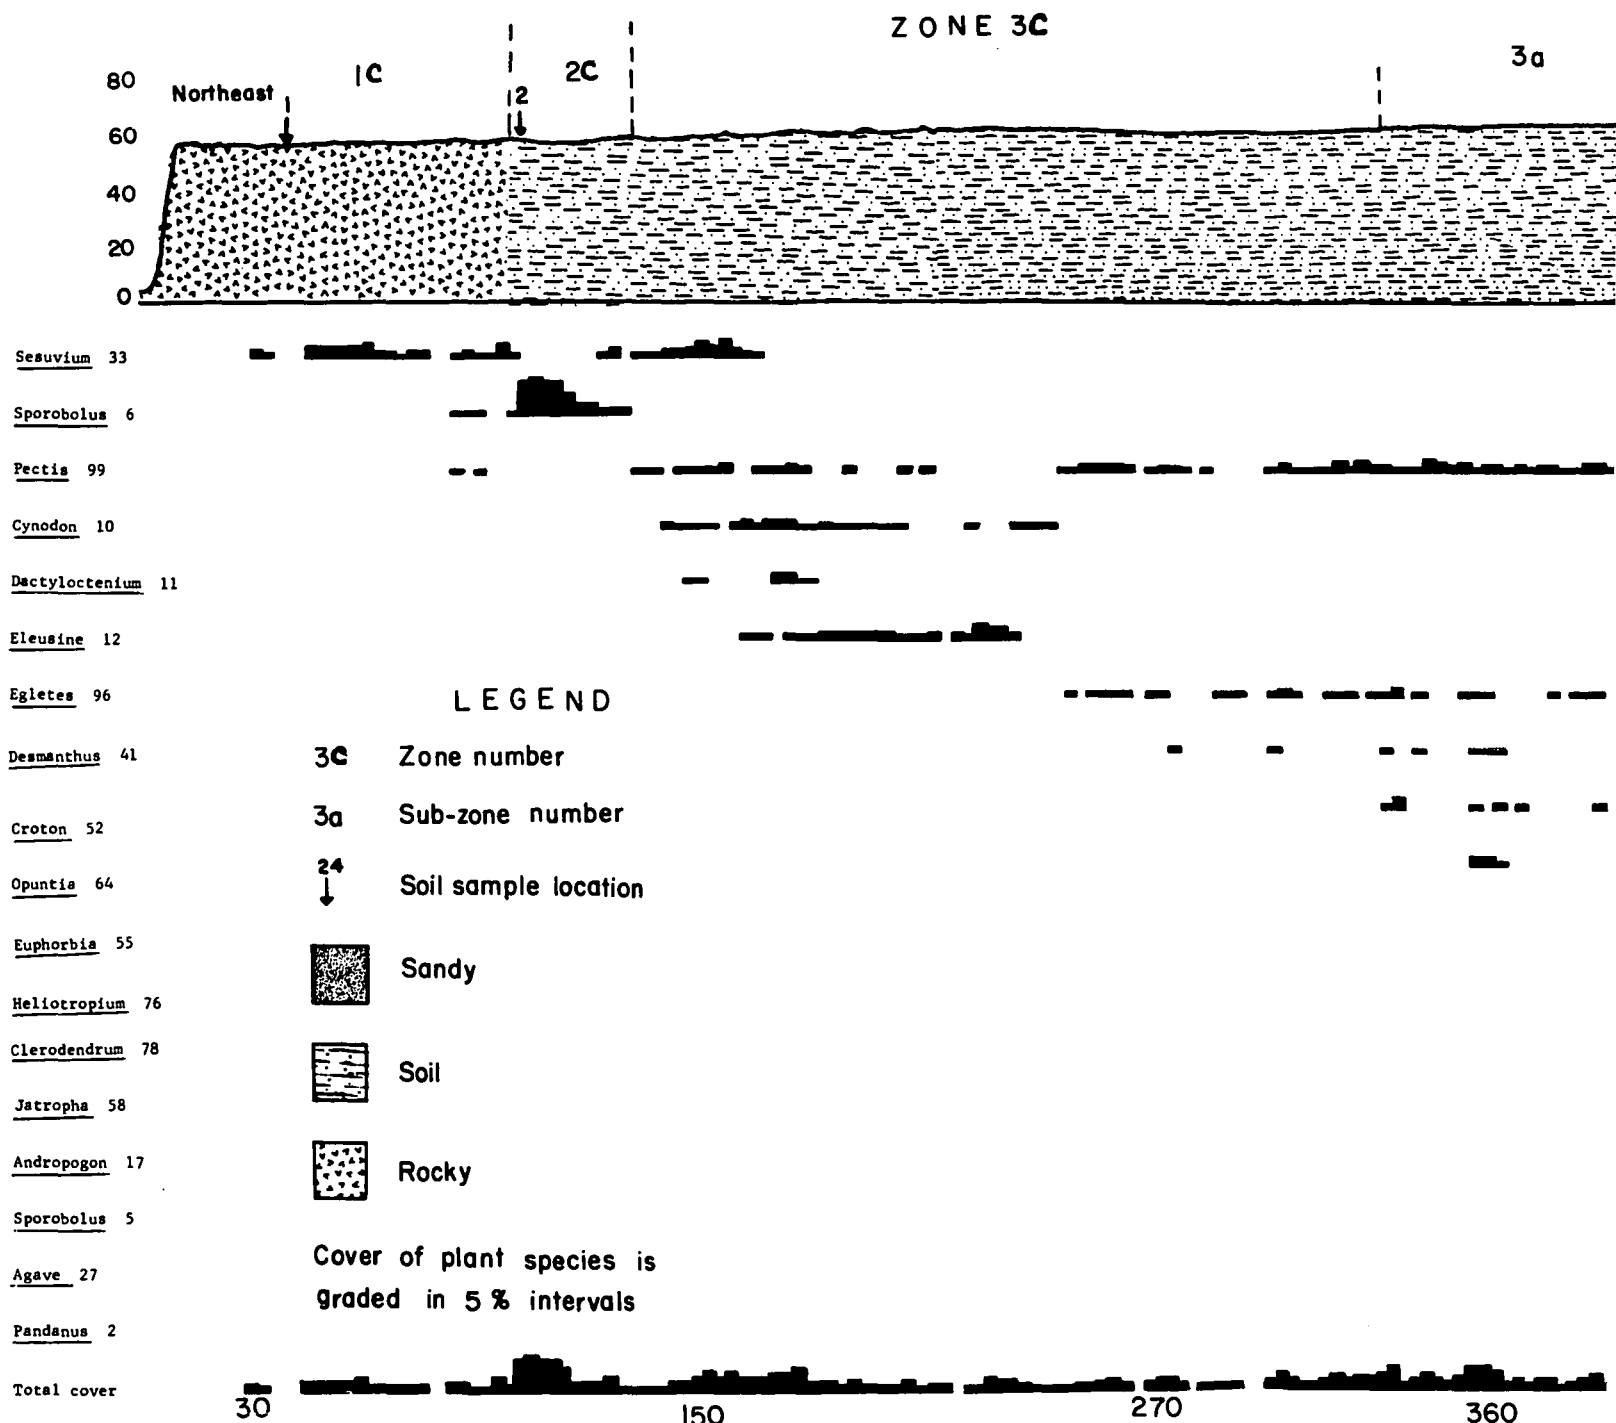 ZONE 3C
1C
2C
3a
80
60
40
20
0
Northeast
2
Sesuvium 33
Sporobolus 6
Pectis 99
Cynodon 10
Dactyloctenium 11
Eleusine 12
Egletes 96
Desmanthus 41
Croton 52
Opuntia 64
Euphorbia 55
Heliotropium 76
Clerodendrum 78
Jatropha 58
Andropogon 17
Sporobolus 5
Agave 27
Pandanus 2
Total cover
LEGEND
3C Zone number
3a Sub-zone number
24 Soil sample location
Sandy
Soil
Rocky
Cover of plant species is
graded in 5 % intervals
30 150 270 360